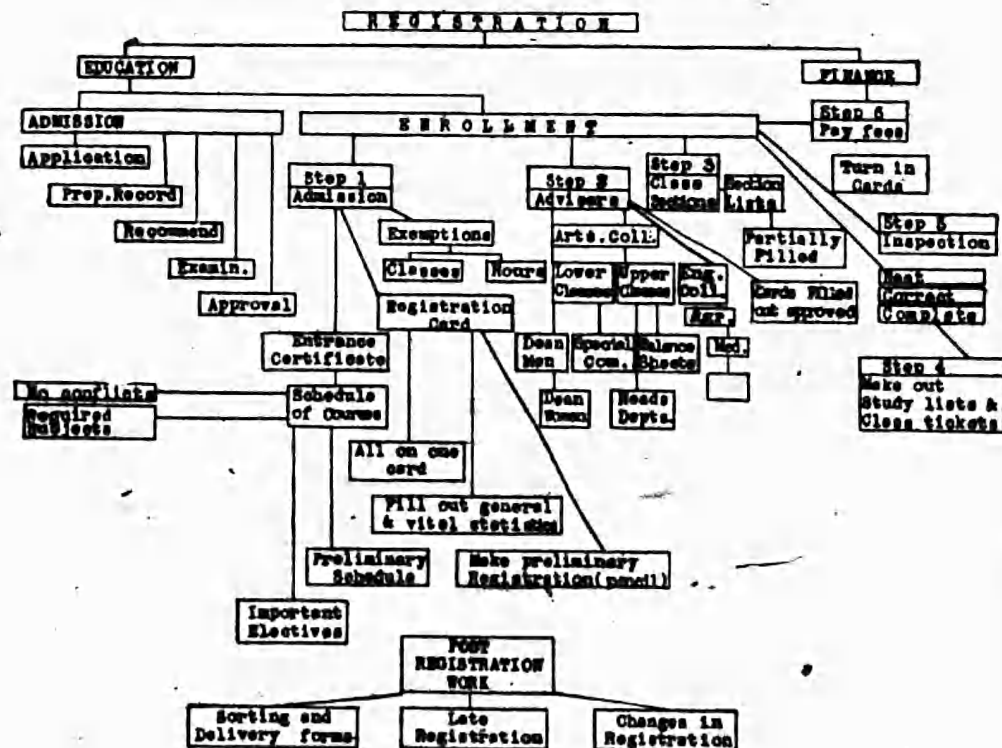 REGISTRATION
EDUCATION
FINANCE
ADMISSION
Application
Prep.Record
Recommend
Examin.
Approval
ENROLLMENT
Step 6
Pay fees
Turn in
Cards
Step 1
Admission
Exemptions
Classes
Hours
Registration
Card
Entrance
Certificate
Schedule
of Courses
No conflicts
Required
Subjects
All on one
card
Fill out general
& vital statistics
Preliminary
Schedule
Make preliminary
Registration(pencil)
Important
Electives
Step 2
Advisers
Arts.Coll.
Lower
Classes
Upper
Classes
Eng.
Coll.
Agr.
Med.
Dean
Men
Special
Com.
Balance
Sheets
Dean
Women
Heads
Depts.
Cards Filled
out approved
Step 3
Class
Sections
Section
Lists
Partially
Filled
Step 5
Inspection
Neat
Correct
Complete
Step 4
Make out
Study lists &
Class tickets
POST
REGISTRATION
WORK
Sorting and
Delivery forms
Late
Registration
Changes in
Registration